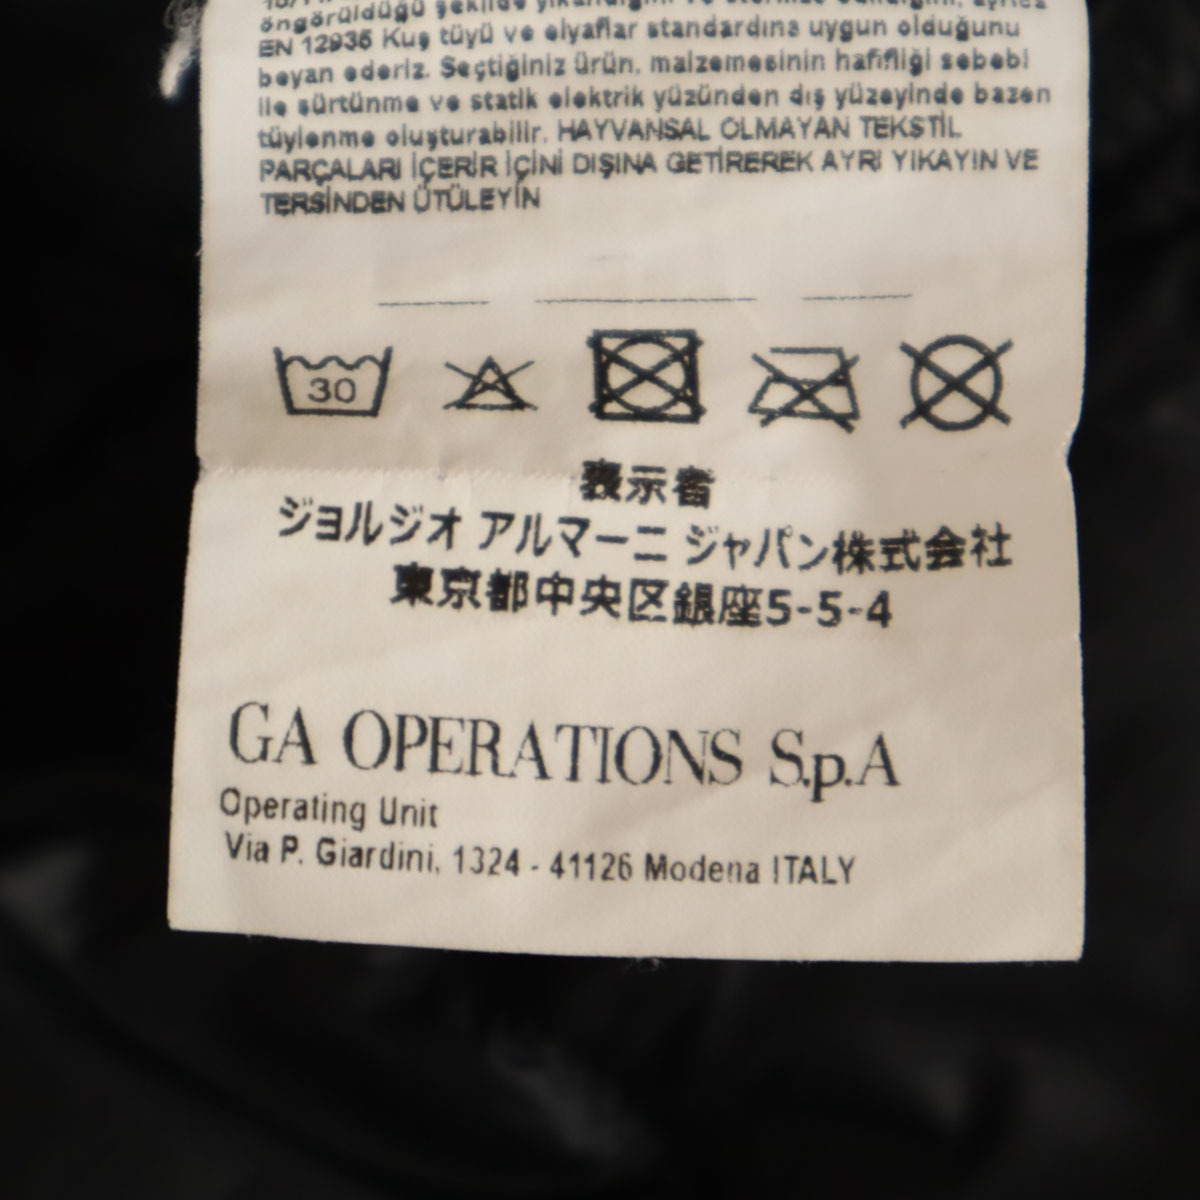 öngörüldüğü şekilde yıkandığını ve
EN 12935 Kuş tüyü ve elyaflar standardına uygun olduğunu
beyan ederiz. Seçtiğiniz ürün, malzemesinin hafifliği sebebi
ile sürtünme ve statik elektrik yüzünden dış yüzeyinde bazen
tüylenme oluşturabilir. HAYVANSAL OLMAYAN TEKSTİL
PARÇALARI İÇERİR İÇİNİ DIŞINA GETİREREK AYRI YIKAYIN VE
TERSİNDEN ÜTÜLEYİN
30
表示者
ジョルジオ アルマーニ ジャパン株式会社
東京都中央区銀座5-5-4
GA OPERATIONS S.p.A
Operating Unit
Via P. Giardini, 1324 - 41126 Modena ITALY